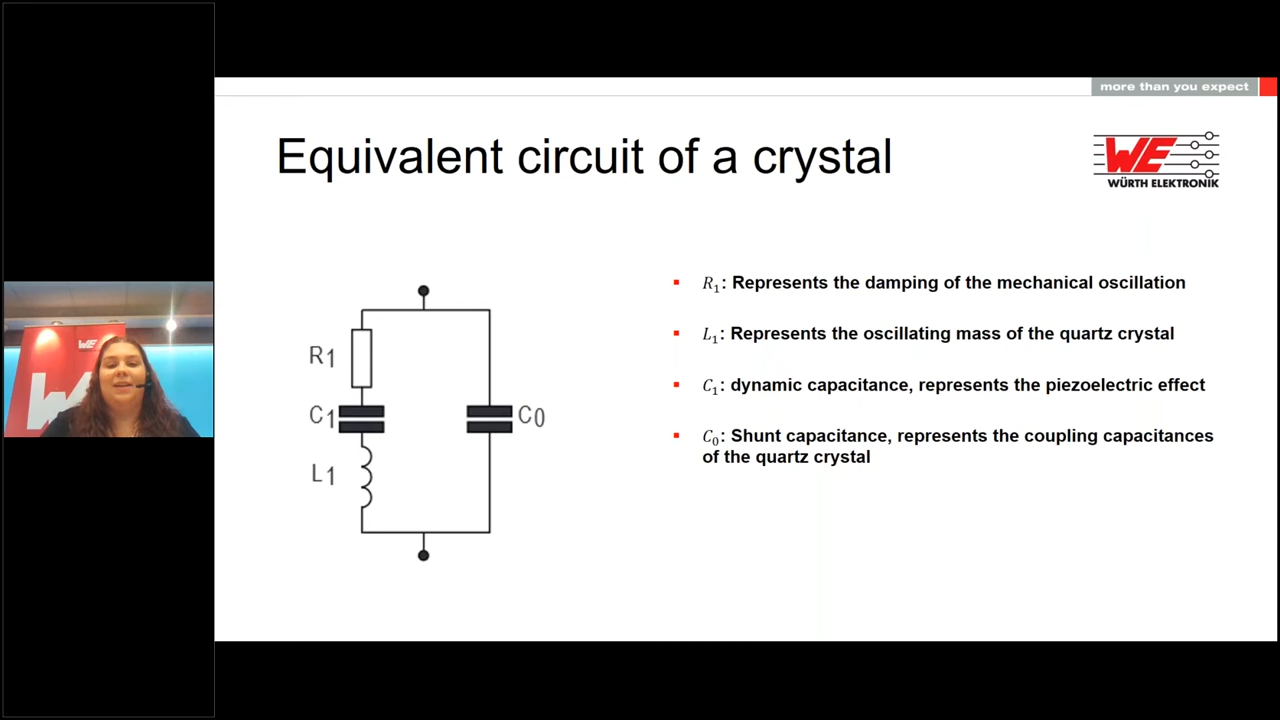 more than you expect
Equivalent circuit of a crystal
WE
WÜRTH ELEKTRONIK
R₁: Represents the damping of the mechanical oscillation
L₁: Represents the oscillating mass of the quartz crystal
C₁: dynamic capacitance, represents the piezoelectric effect
C₀: Shunt capacitance, represents the coupling capacitances
of the quartz crystal
R1
C1
C0
L1
WE